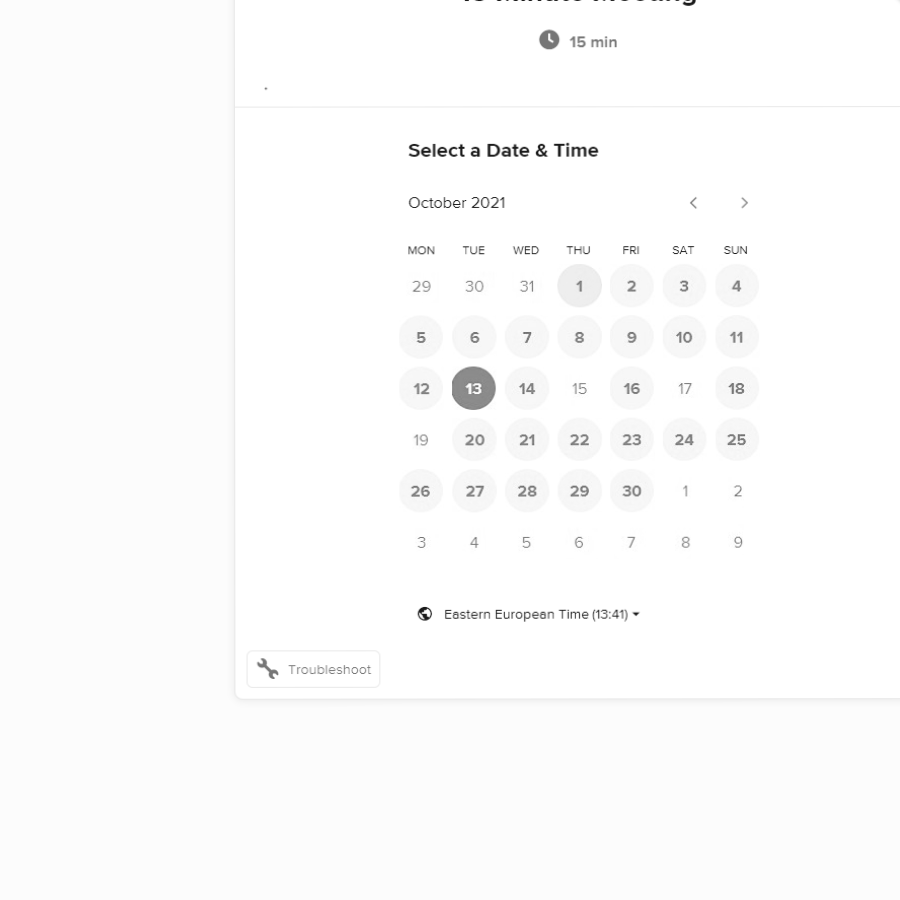 15 min
.
Select a Date & Time
October 2021
MON TUE WED THU FRI SAT SUN
29 30 31 1 2 3 4
5 6 7 8 9 10 11
12 13 14 15 16 17 18
19 20 21 22 23 24 25
26 27 28 29 30 1 2
3 4 5 6 7 8 9
Eastern European Time (13:41)
Troubleshoot